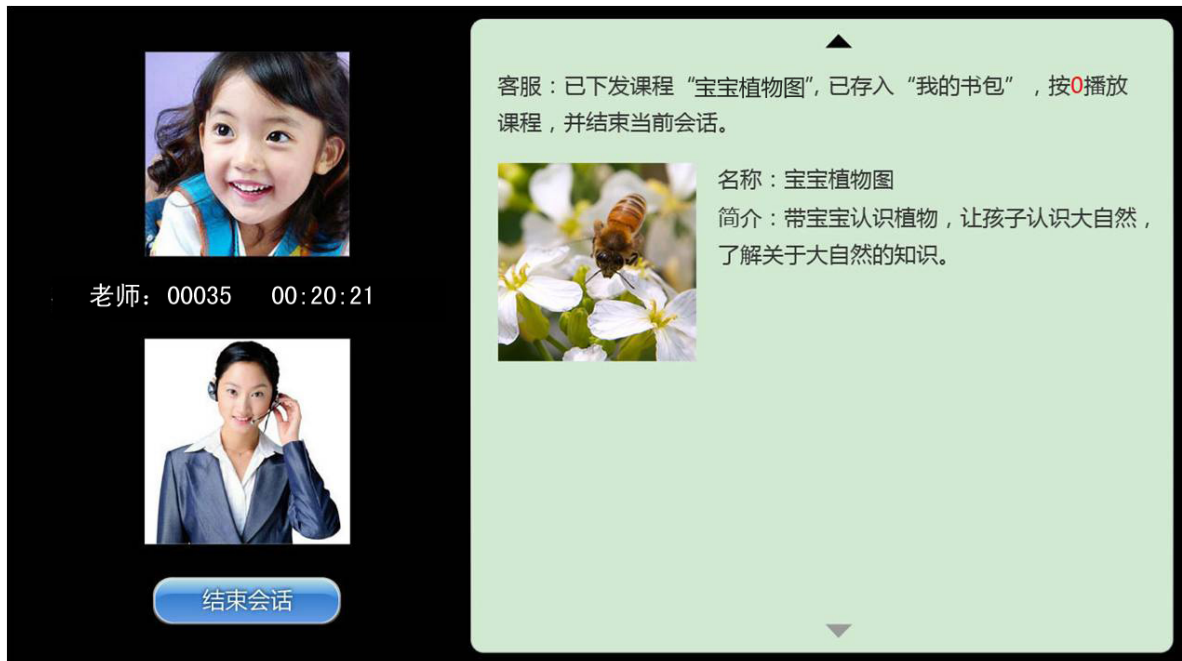 客服：已下发课程“宝宝植物图”，已存入“我的书包”，按0播放
课程，并结束当前会话。
名称：宝宝植物图
简介：带宝宝认识植物，让孩子认识大自然，
了解关于大自然的知识。
老师：00035 00:20:21
结束会话